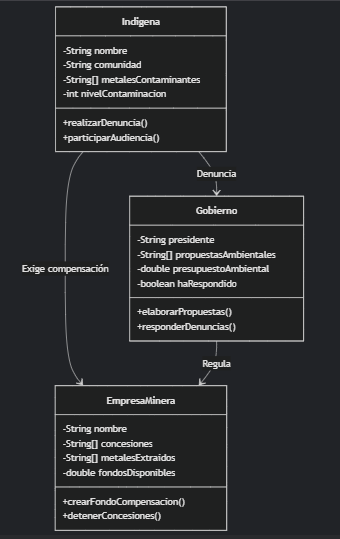 Indígena
-String nombre
-String comunidad
-String[] metalesContaminantes
-int nivelContaminacion
+realizarDenuncia()
+participarAudiencia()
Denuncia
Gobierno
-String presidente
-String[] propuestasAmbientales
-double presupuestoAmbiental
-boolean haRespondido
+elaborarPropuestas()
+responderDenuncias()
Exige compensación
Regula
EmpresaMinera
-String nombre
-String[] concesiones
-String[] metalesExtraidos
-double fondosDisponibles
+crearFondoCompensacion()
+detenerConcesiones()